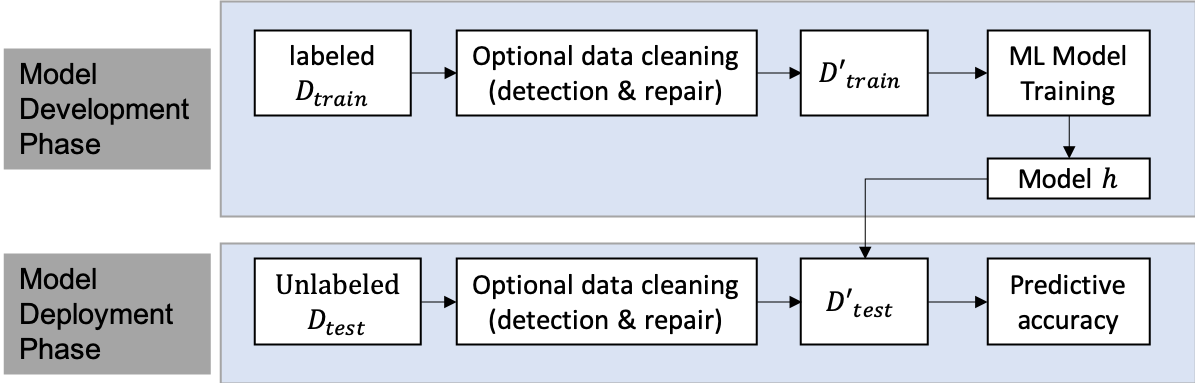 Model
Development
Phase
labeled
D_train
Optional data cleaning
(detection & repair)
D'_train
ML Model
Training
Model h
Model
Deployment
Phase
Unlabeled
D_test
Optional data cleaning
(detection & repair)
D'_test
Predictive
accuracy